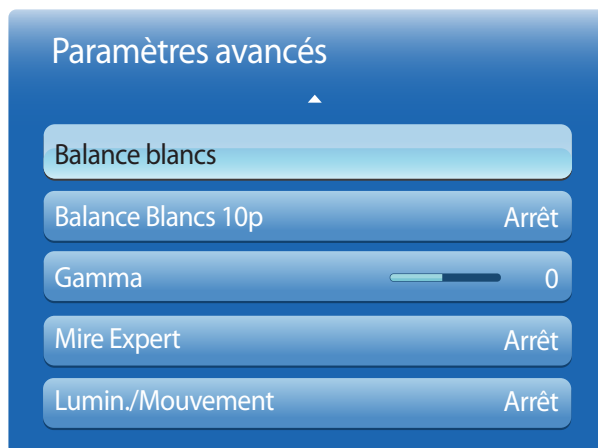 Paramètres avancés
Balance blancs
Balance Blancs 10p Arrêt
Gamma 0
Mire Expert Arrêt
Lumin./Mouvement Arrêt